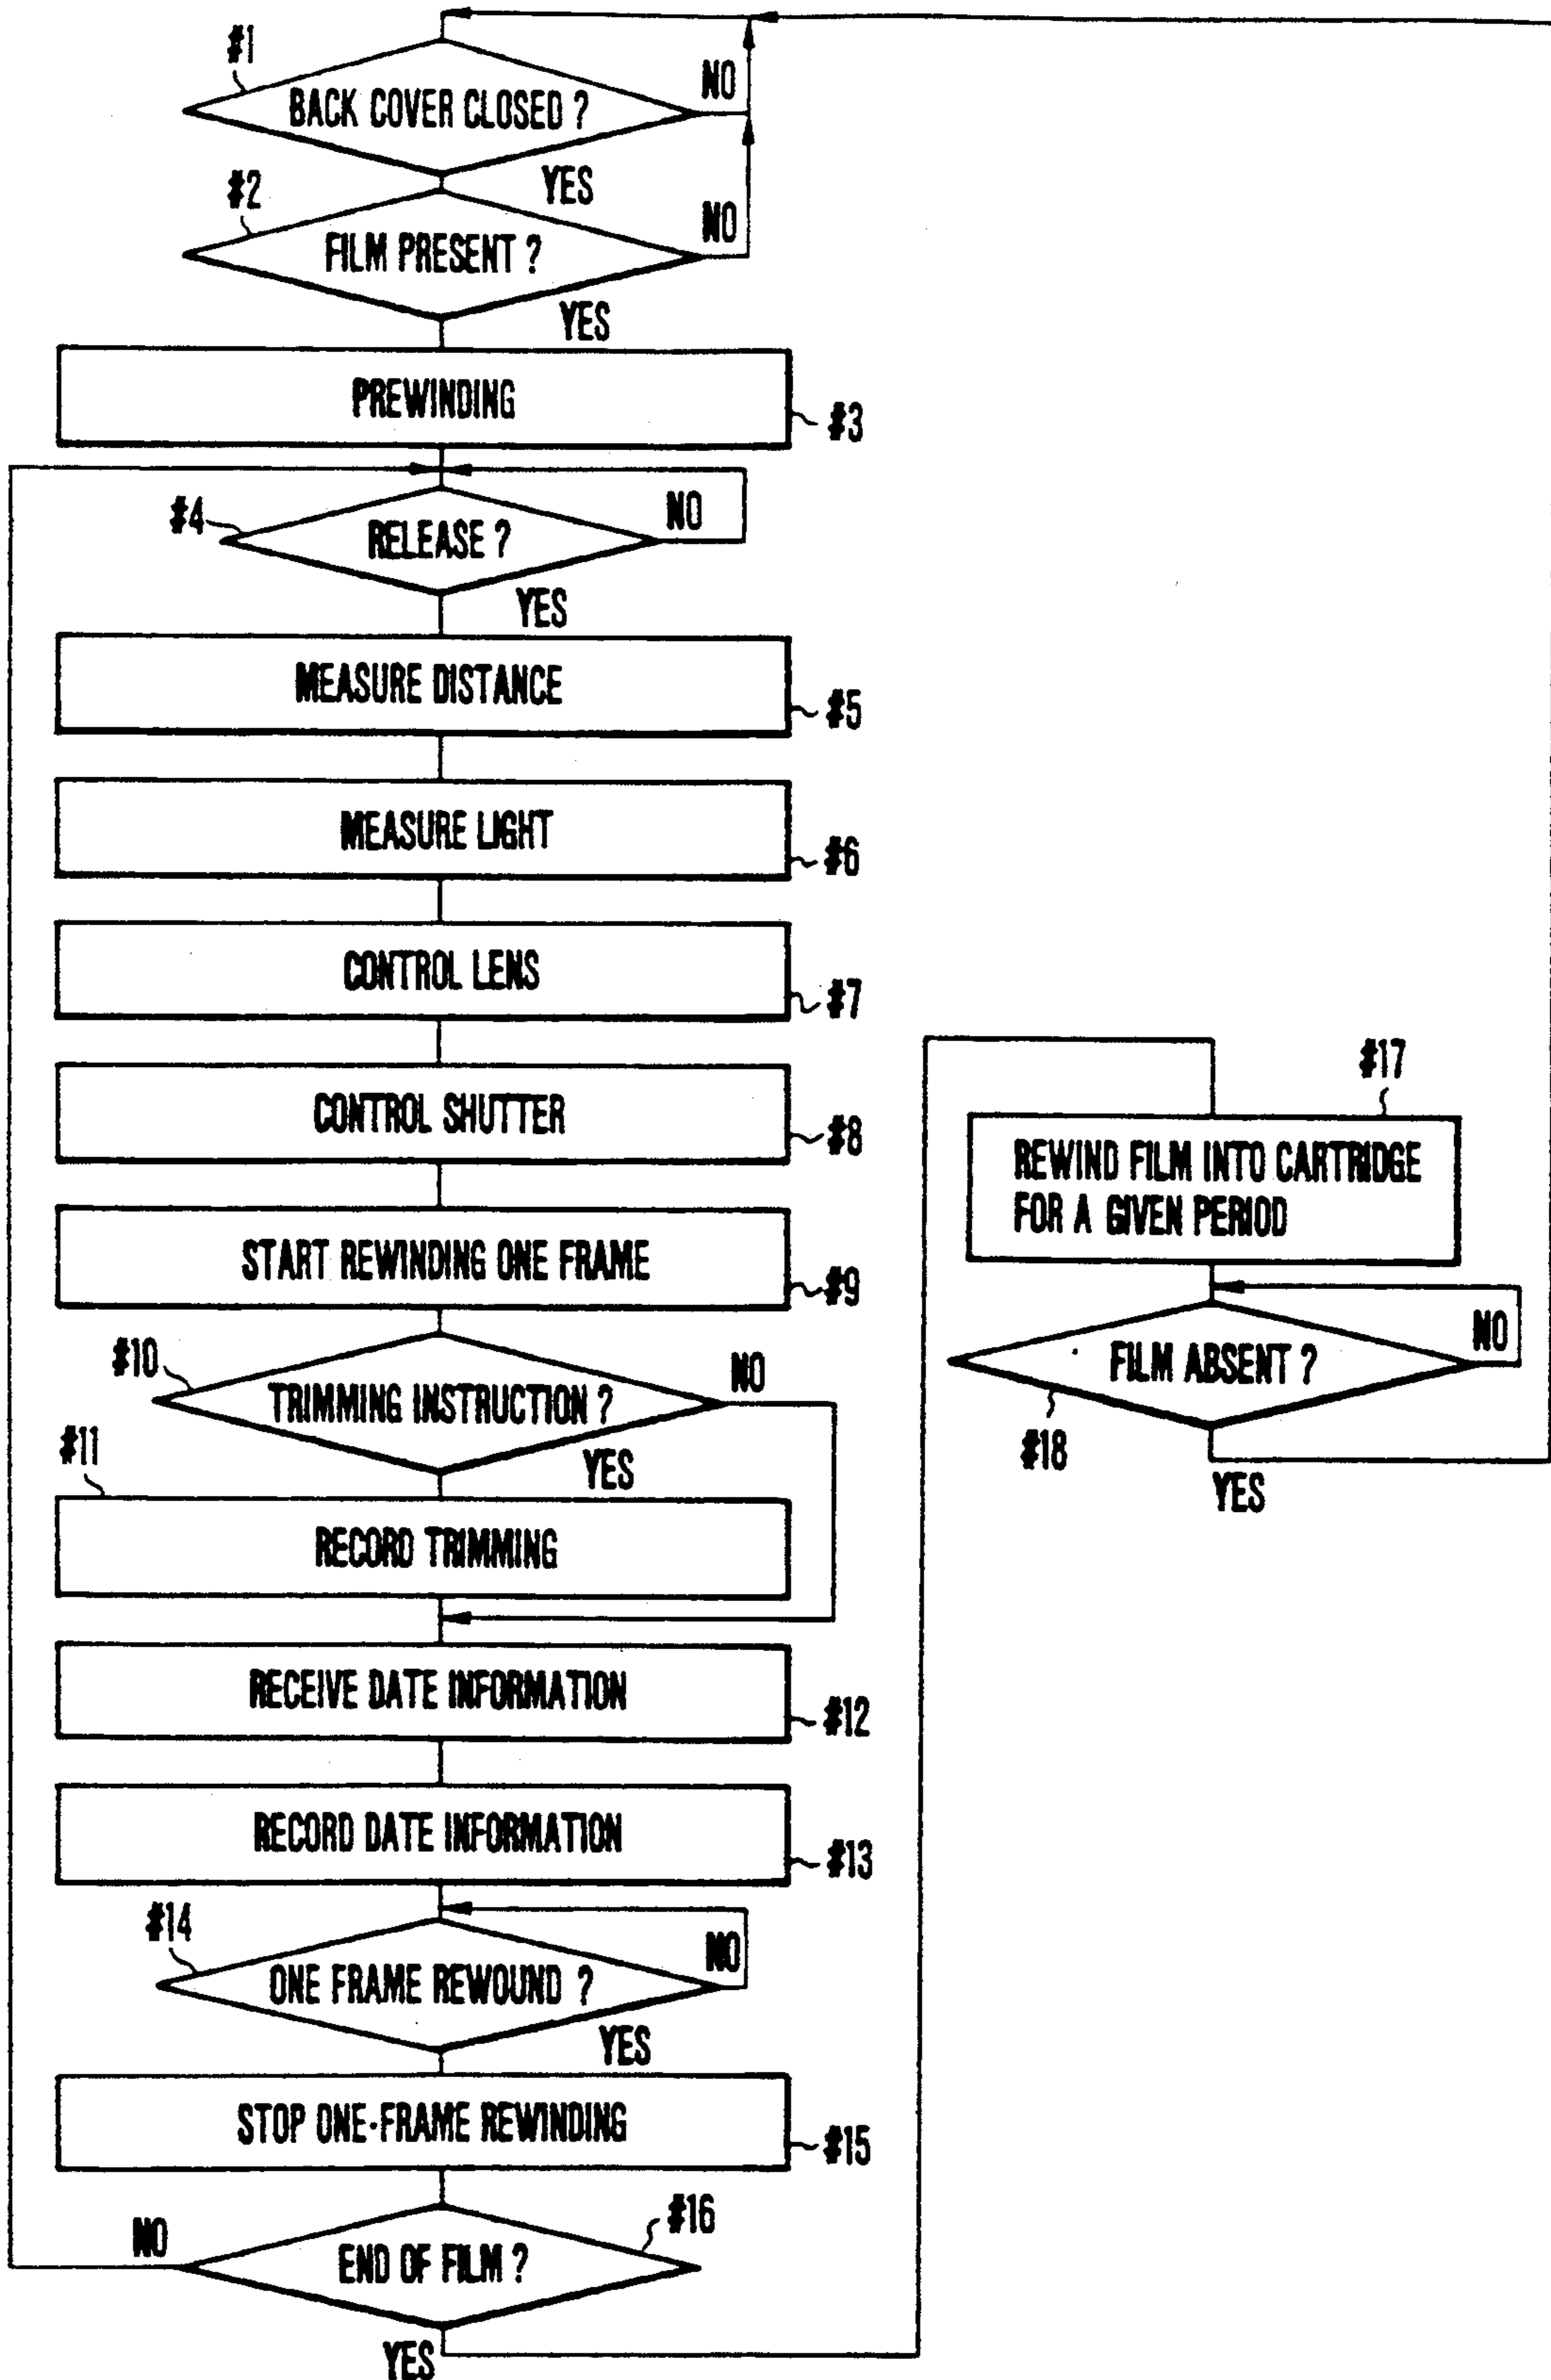 #1
BACK COVER CLOSED ?
NO
YES
#2
FILM PRESENT ?
NO
YES
PREWINDING
#3
#4
RELEASE ?
NO
YES
MEASURE DISTANCE
#5
MEASURE LIGHT
#6
CONTROL LENS
#7
CONTROL SHUTTER
#8
START REWINDING ONE FRAME
#9
#10
TRIMMING INSTRUCTION ?
NO
YES
#11
RECORD TRIMMING
RECEIVE DATE INFORMATION
#12
RECORD DATE INFORMATION
#13
#14
ONE FRAME REWOUND ?
NO
YES
STOP ONE-FRAME REWINDING
#15
#16
END OF FILM ?
NO
YES
#17
REWIND FILM INTO CARTRIDGE
FOR A GIVEN PERIOD
FILM ABSENT ?
NO
#18
YES